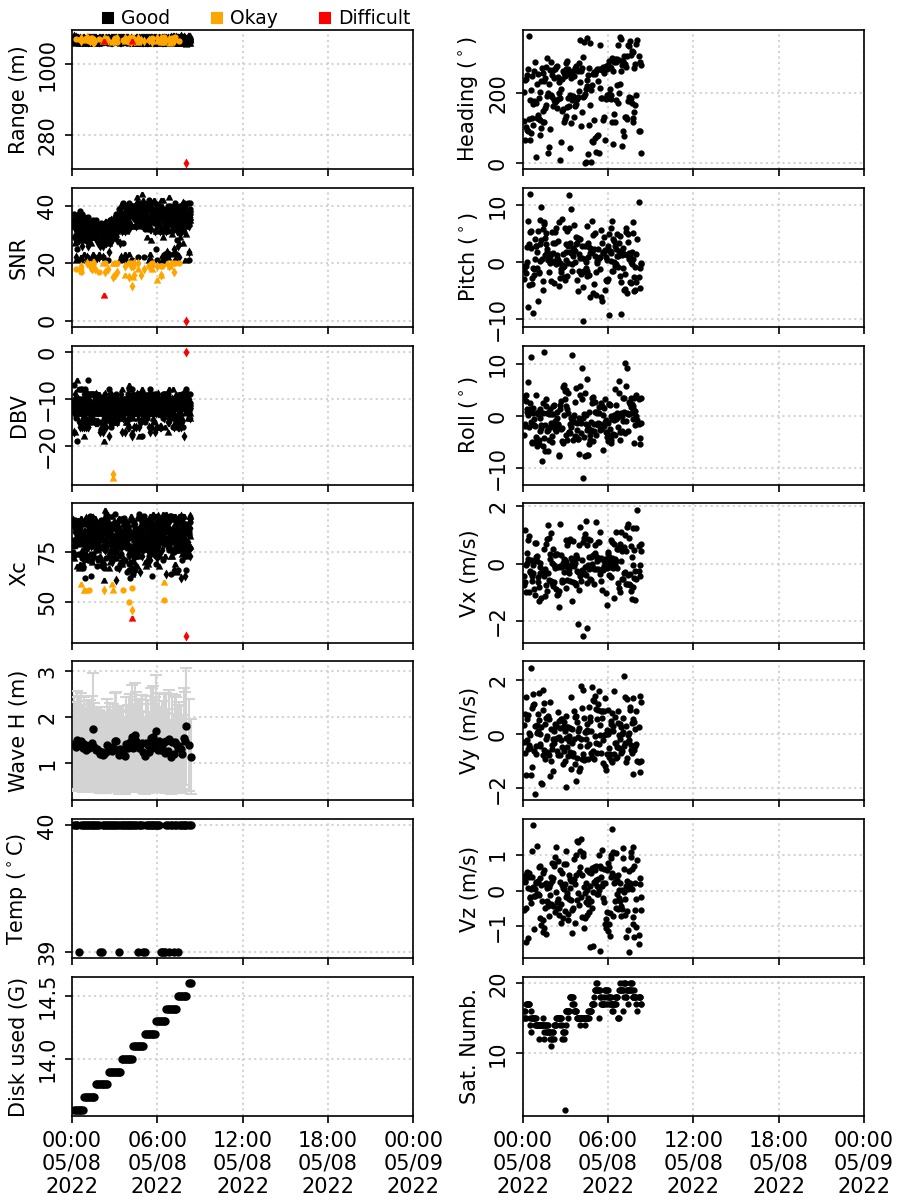 Good Okay Difficult
Range (m)
1000
280
Heading (°)
200
0
SNR
40
20
0
Pitch (°)
10
0
−10
DBV
0
−10
−20
Roll (°)
10
0
−10
Xc
75
50
Vx (m/s)
2
0
−2
Wave H (m)
3
2
1
Vy (m/s)
2
0
−2
Temp (°C)
40
39
Vz (m/s)
1
0
−1
Disk used (G)
14.5
14.0
Sat. Numb.
20
10
00:00 06:00 12:00 18:00 00:00
05/08 05/08 05/08 05/08 05/09
2022 2022 2022 2022 2022
00:00 06:00 12:00 18:00 00:00
05/08 05/08 05/08 05/08 05/09
2022 2022 2022 2022 2022